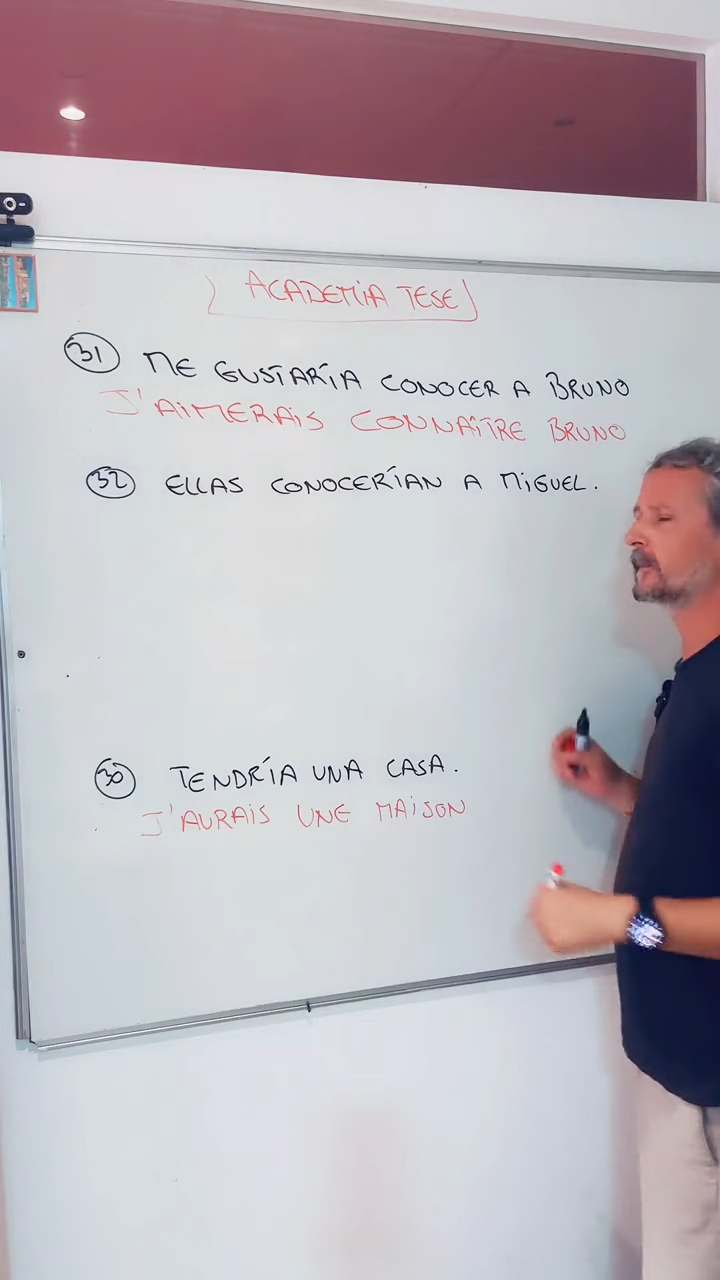 ACADEMIA TESE
31 ME GUSTARÍA CONOCER A BRUNO
J'AIMERAIS CONNAÎTRE BRUNO
32 ELLAS CONOCERÍAN A MIGUEL.
30 TENDRÍA UNA CASA.
J'AURAIS UNE MAISON